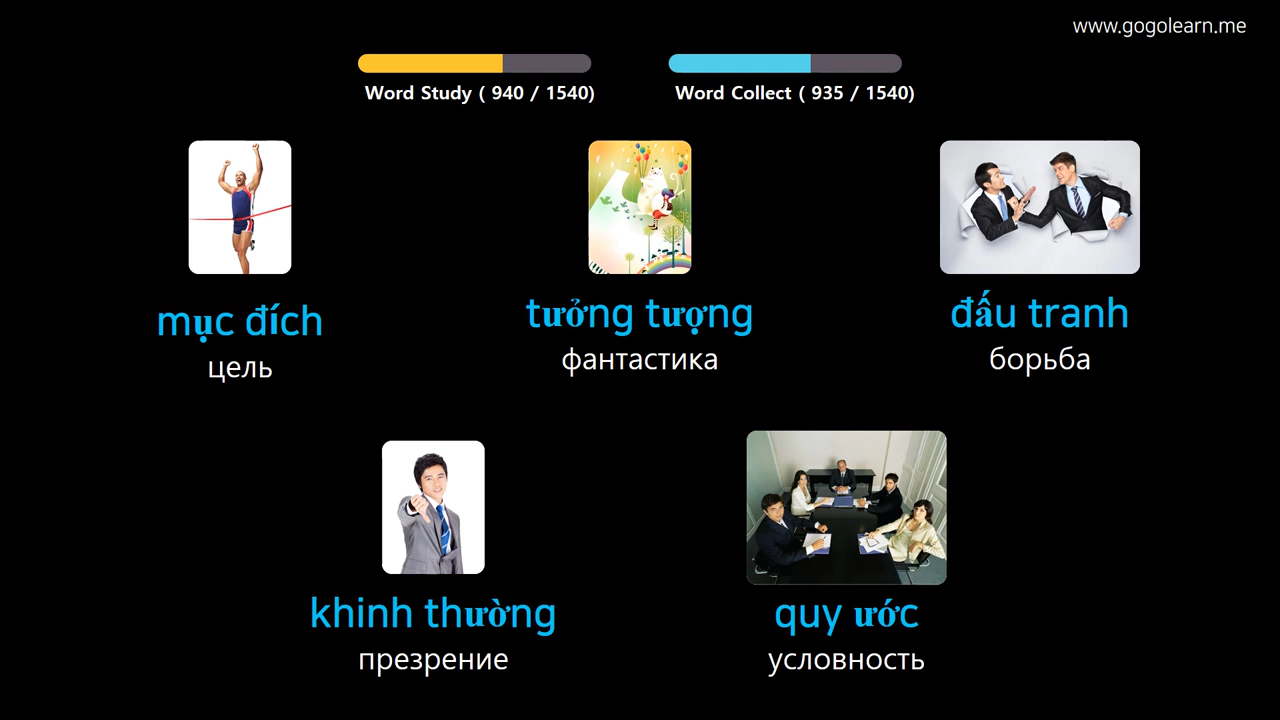 www.gogolearn.me
Word Study ( 940 / 1540)
Word Collect ( 935 / 1540)
mục đích
цель
tưởng tượng
фантастика
đấu tranh
борьба
khinh thường
презрение
quy ước
условность